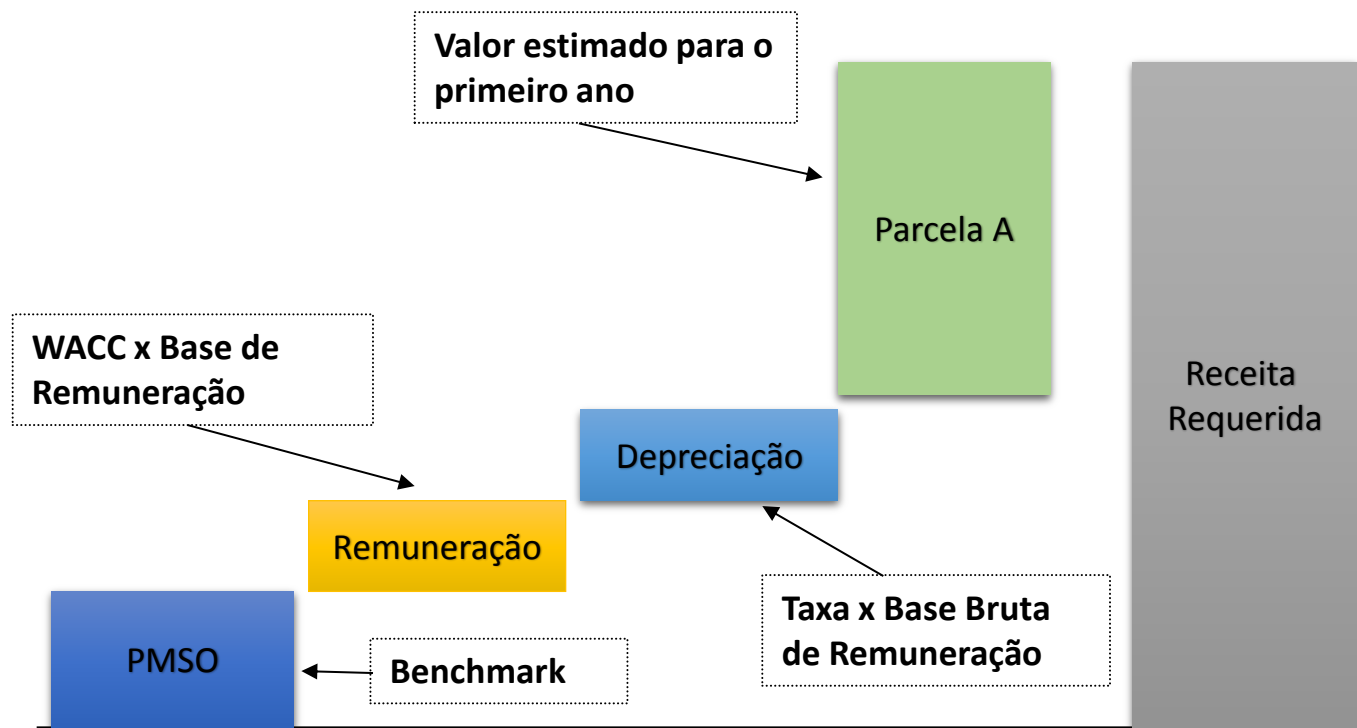 Valor estimado para o
primeiro ano
Parcela A
WACC x Base de
Remuneração
Receita
Requerida
Depreciação
Remuneração
Taxa x Base Bruta
de Remuneração
PMSO
Benchmark